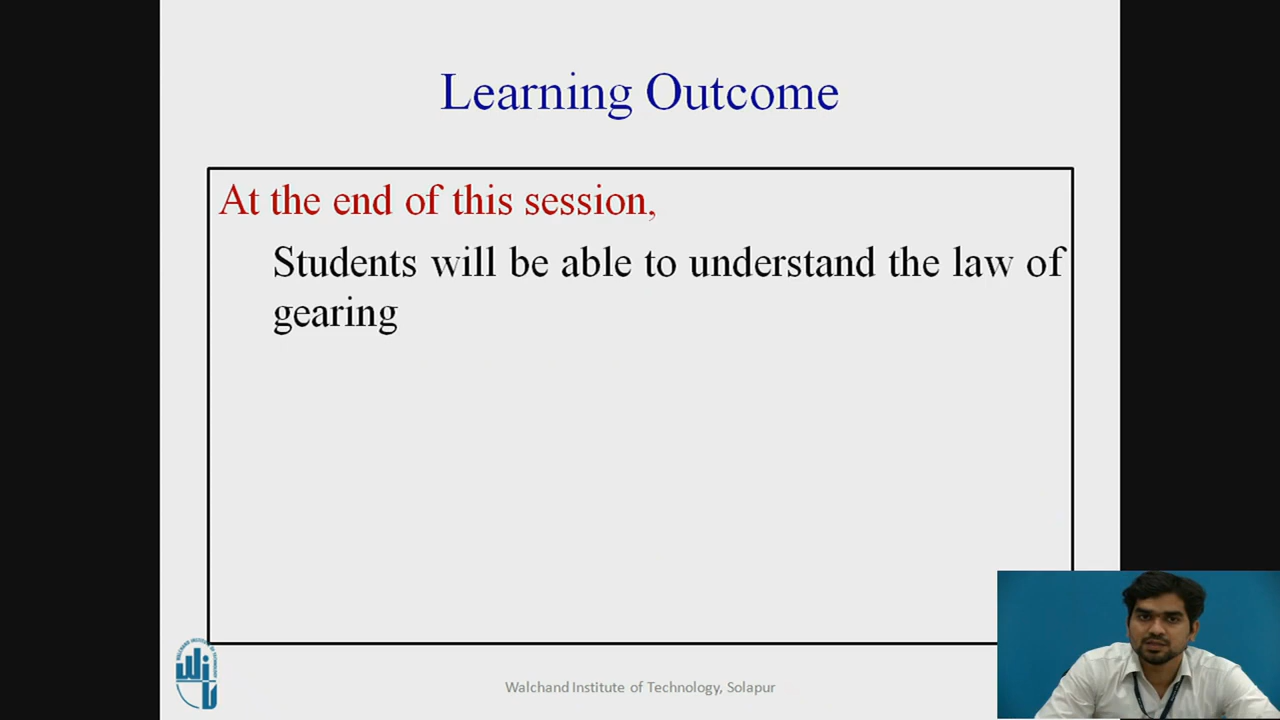 Learning Outcome
At the end of this session,
Students will be able to understand the law of
gearing
Walchand Institute of Technology, Solapur